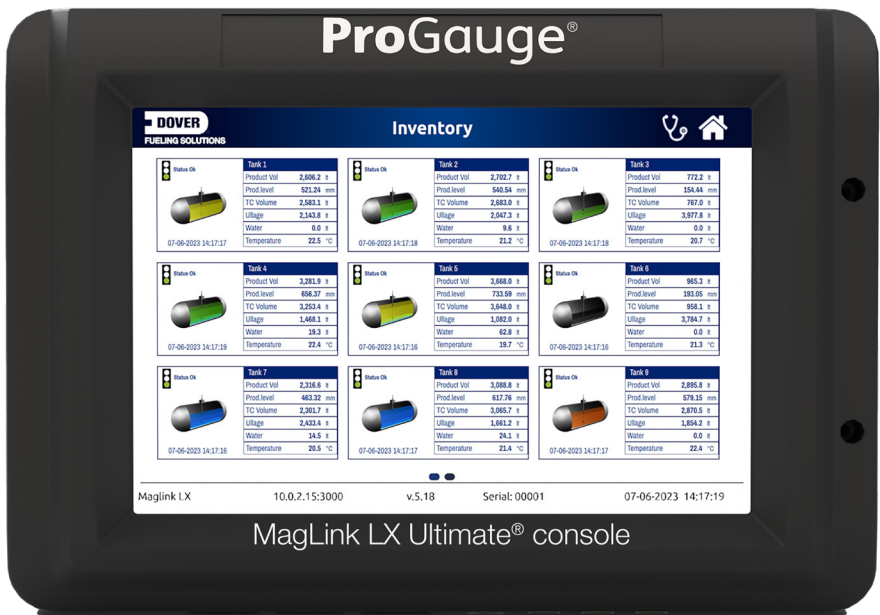 ProGauge®
DOVER
FUELING SOLUTIONS
Inventory
Status Ok
07-06-2023 14:17:17
Tank 1
Product Vol 2,606.2 lt
Prod.level 521.24 mm
TC Volume 2,583.1 lt
Ullage 2,143.8 lt
Water 0.0 lt
Temperature 22.5 °C
Status Ok
07-06-2023 14:17:18
Tank 2
Product Vol 2,702.7 lt
Prod.level 540.54 mm
TC Volume 2,683.0 lt
Ullage 2,047.3 lt
Water 9.6 lt
Temperature 21.2 °C
Status Ok
07-06-2023 14:17:18
Tank 3
Product Vol 772.2 lt
Prod.level 154.44 mm
TC Volume 767.0 lt
Ullage 3,977.8 lt
Water 0.0 lt
Temperature 20.7 °C
Status Ok
07-06-2023 14:17:19
Tank 4
Product Vol 3,281.9 lt
Prod.level 656.37 mm
TC Volume 3,253.4 lt
Ullage 1,468.1 lt
Water 19.3 lt
Temperature 22.4 °C
Status Ok
07-06-2023 14:17:16
Tank 5
Product Vol 3,668.0 lt
Prod.level 733.59 mm
TC Volume 3,648.0 lt
Ullage 1,082.0 lt
Water 62.8 lt
Temperature 19.7 °C
Status Ok
07-06-2023 14:17:16
Tank 6
Product Vol 965.3 lt
Prod.level 193.05 mm
TC Volume 958.1 lt
Ullage 3,784.7 lt
Water 0.0 lt
Temperature 21.3 °C
Status Ok
07-06-2023 14:17:16
Tank 7
Product Vol 2,316.6 lt
Prod.level 463.32 mm
TC Volume 2,301.7 lt
Ullage 2,433.4 lt
Water 14.5 lt
Temperature 20.5 °C
Status Ok
07-06-2023 14:17:17
Tank 8
Product Vol 3,088.8 lt
Prod.level 617.76 mm
TC Volume 3,065.7 lt
Ullage 1,661.2 lt
Water 24.1 lt
Temperature 21.4 °C
Status Ok
07-06-2023 14:17:17
Tank 9
Product Vol 2,895.8 lt
Prod.level 579.15 mm
TC Volume 2,870.5 lt
Ullage 1,854.2 lt
Water 0.0 lt
Temperature 22.4 °C
Maglink LX 10.0.2.15:3000 v.5.18 Serial: 00001 07-06-2023 14:17:19
MagLink LX Ultimate® console